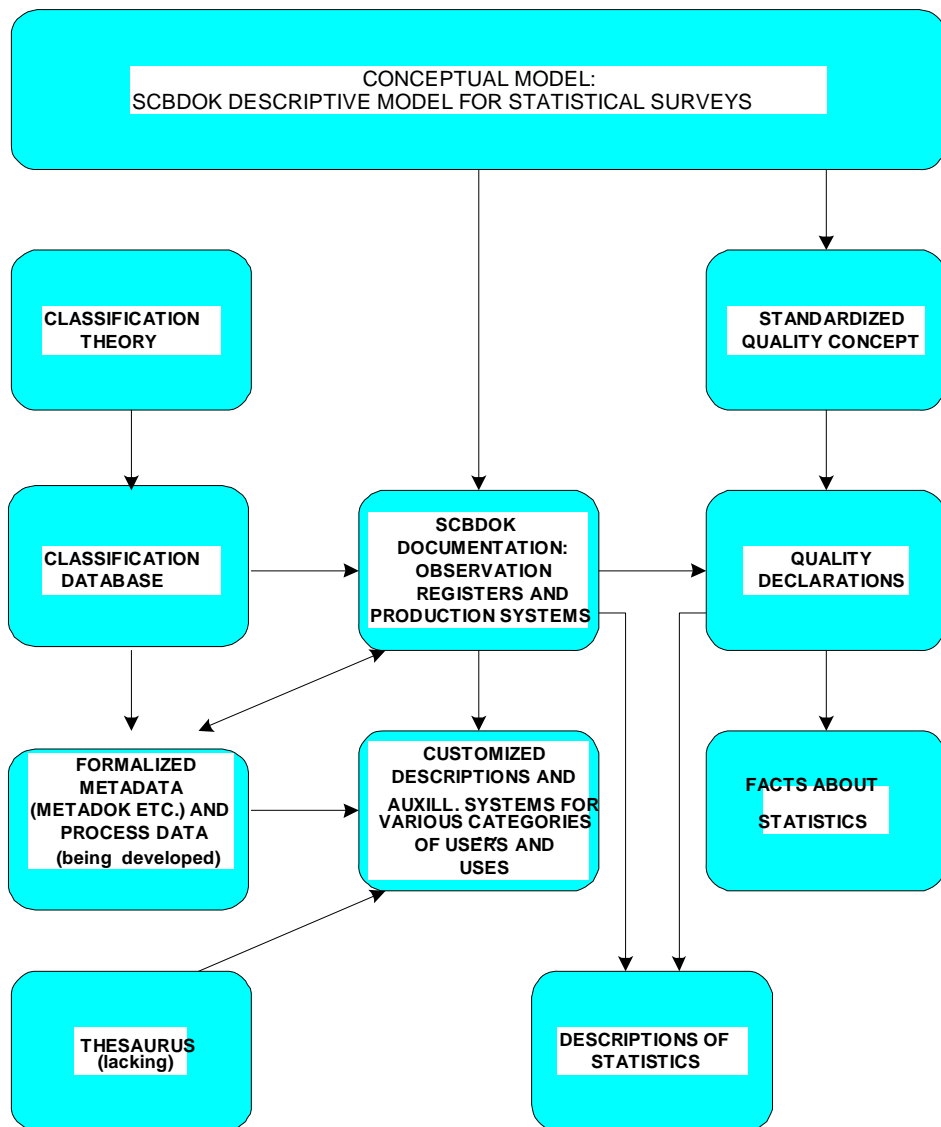 CONCEPTUAL MODEL:
SCBDOK DESCRIPTIVE MODEL FOR STATISTICAL SURVEYS
CLASSIFICATION
THEORY
STANDARDIZED
QUALITY CONCEPT
CLASSIFICATION
DATABASE
SCBDOK
DOCUMENTATION:
OBSERVATION
REGISTERS AND
PRODUCTION SYSTEMS
QUALITY
DECLARATIONS
FORMALIZED
METADATA
(METADOK ETC.) AND
PROCESS DATA
(being developed)
CUSTOMIZED
DESCRIPTIONS AND
AUXILL. SYSTEMS FOR
VARIOUS CATEGORIES
OF USERS AND
USES
FACTS ABOUT
STATISTICS
THESAURUS
(lacking)
DESCRIPTIONS OF
STATISTICS